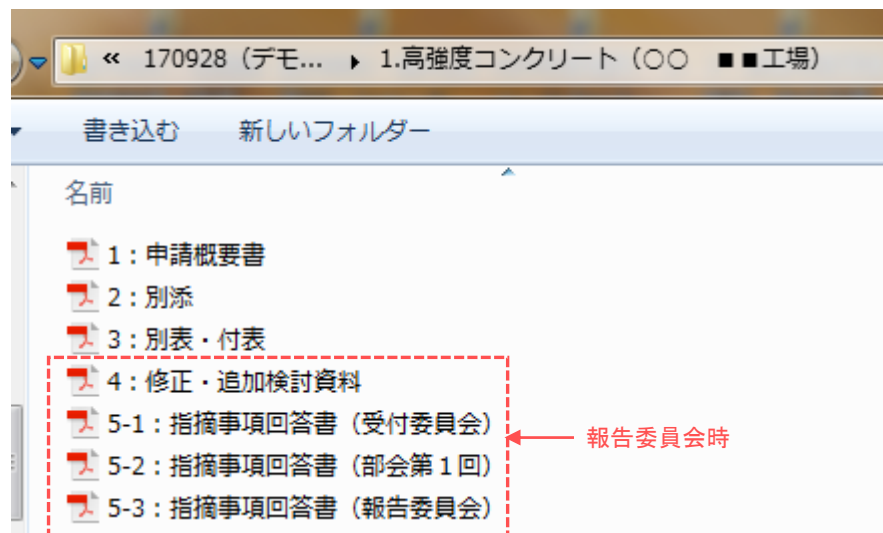 « 170928（デモ... ▶ 1.高強度コンクリート（○○　■■工場）
書き込む　新しいフォルダー
名前
1：申請概要書
2：別添
3：別表・付表
4：修正・追加検討資料
5-1：指摘事項回答書（受付委員会）
報告委員会時
5-2：指摘事項回答書（部会第１回）
5-3：指摘事項回答書（報告委員会）